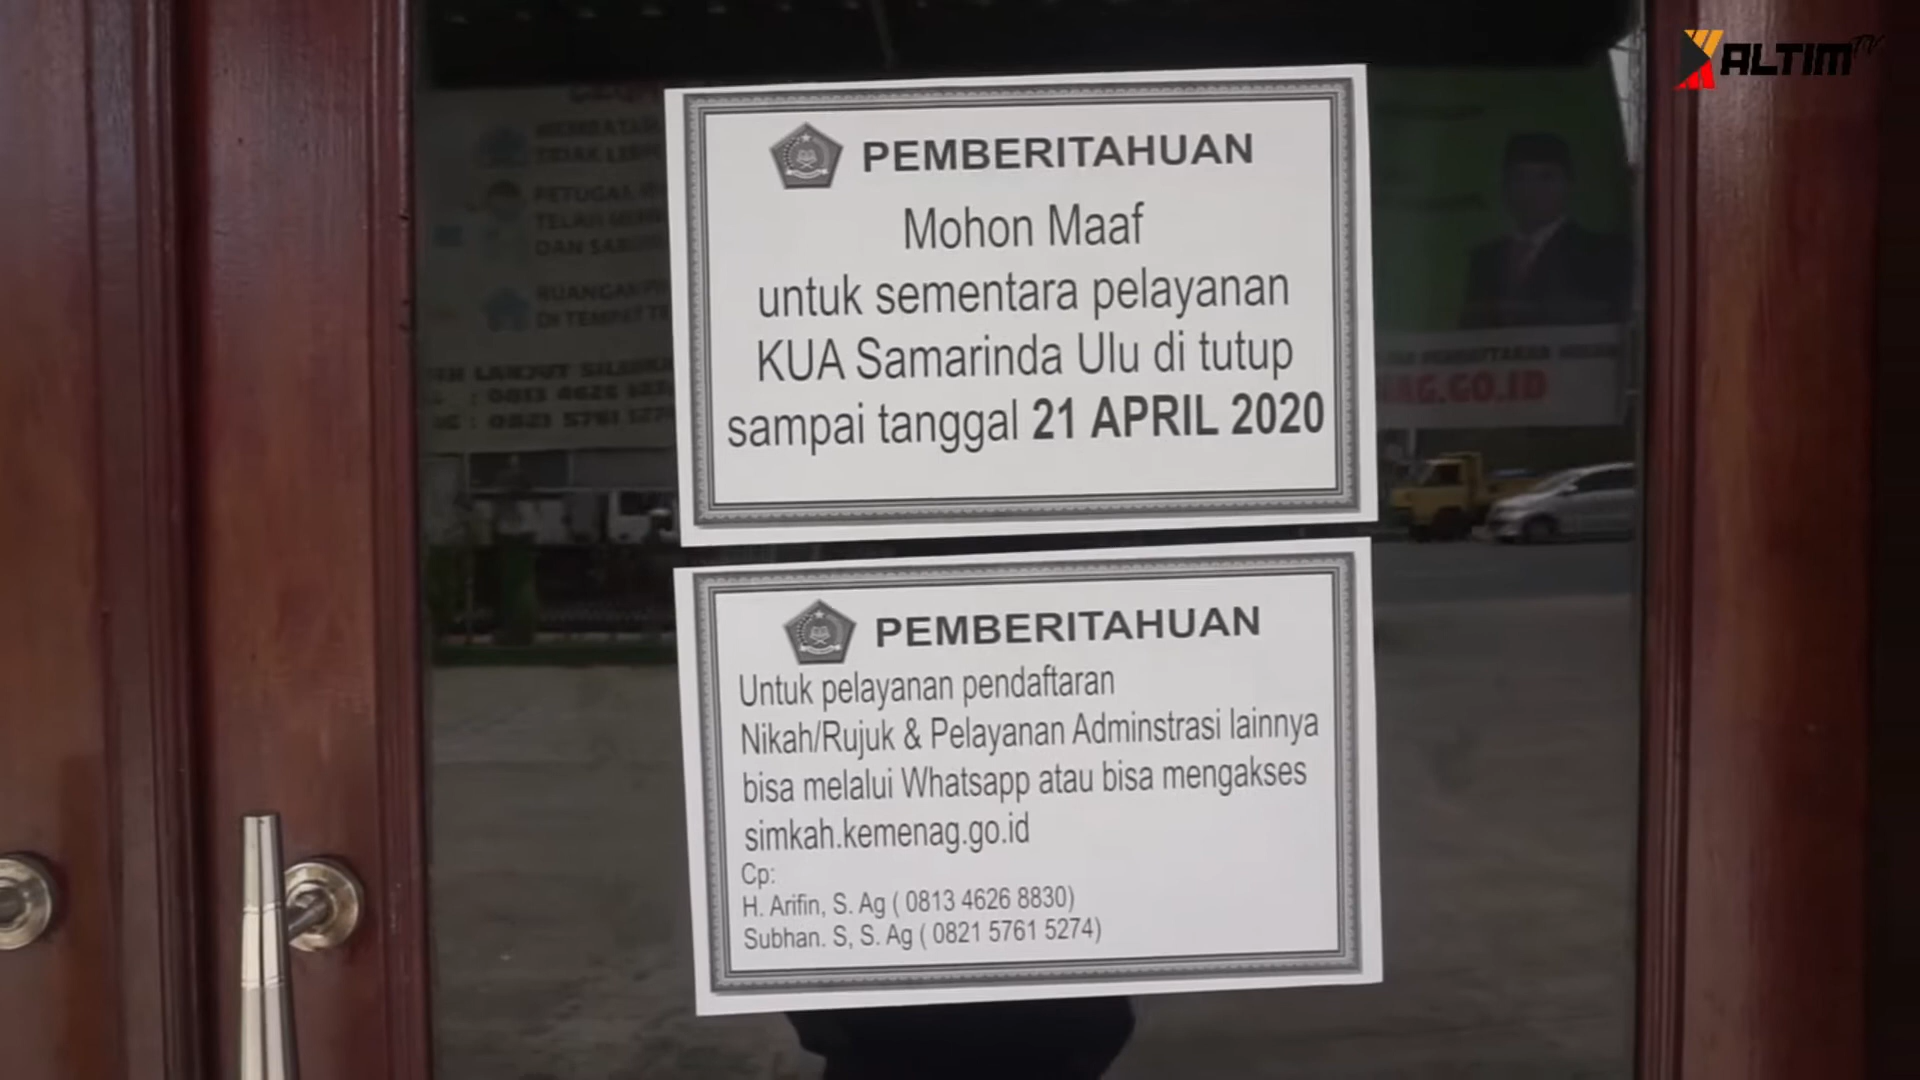 XALTIM TV
PEMBERITAHUAN
Mohon Maaf
untuk sementara pelayanan
KUA Samarinda Ulu di tutup
sampai tanggal 21 APRIL 2020
PEMBERITAHUAN
Untuk pelayanan pendaftaran
Nikah/Rujuk & Pelayanan Adminstrasi lainnya
bisa melalui Whatsapp atau bisa mengakses
simkah.kemenag.go.id
Cp:
H. Arifin, S. Ag ( 0813 4626 8830)
Subhan. S, S. Ag ( 0821 5761 5274)